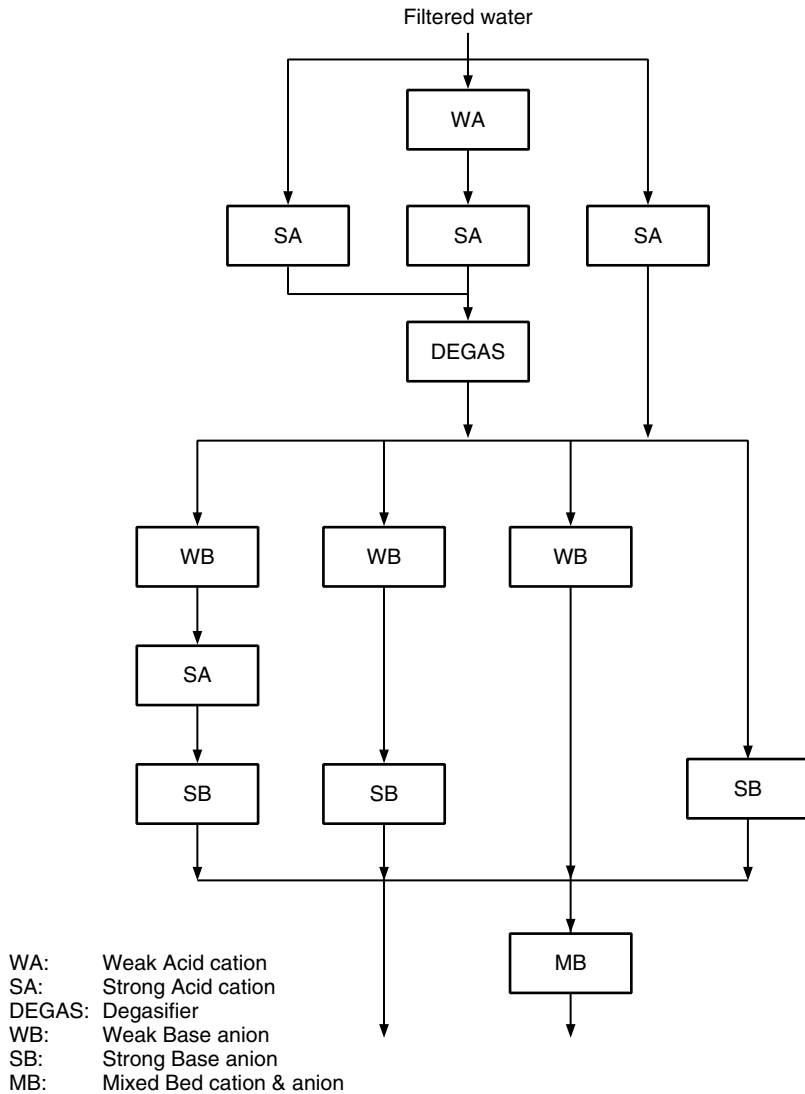 Filtered water
WA
SA SA SA
DEGAS
WB WB WB
SA
SB SB SB
MB
WA: Weak Acid cation
SA: Strong Acid cation
DEGAS: Degasifier
WB: Weak Base anion
SB: Strong Base anion
MB: Mixed Bed cation & anion